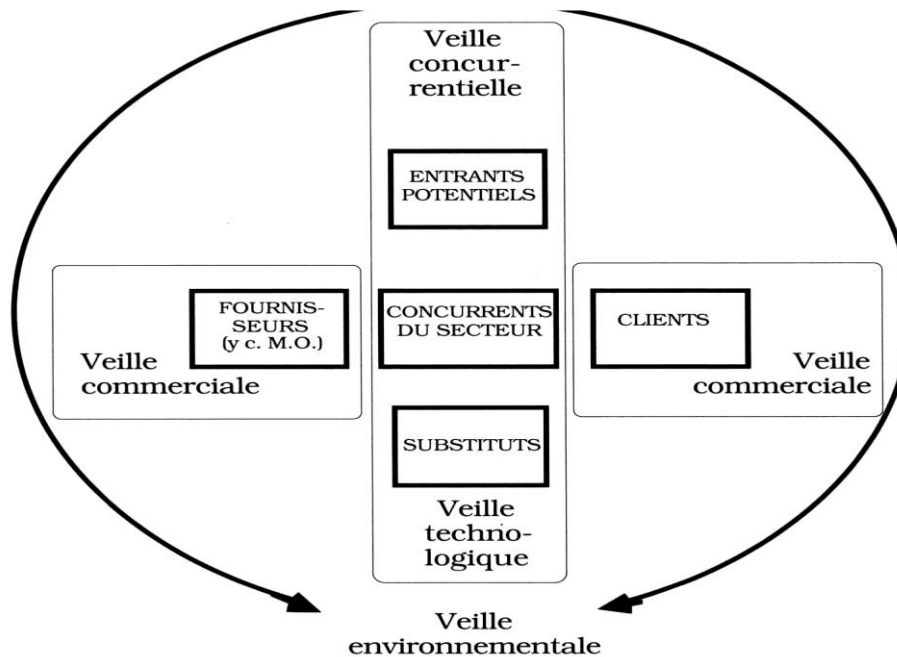 Veille
concur-
rentielle
ENTRANTS
POTENTIELS
FOURNIS-
SEURS
(y c. M.O.)
Veille
commerciale
CONCURRENTS
DU SECTEUR
CLIENTS
Veille
commerciale
SUBSTITUTS
Veille
techno-
logique
Veille
environnementale